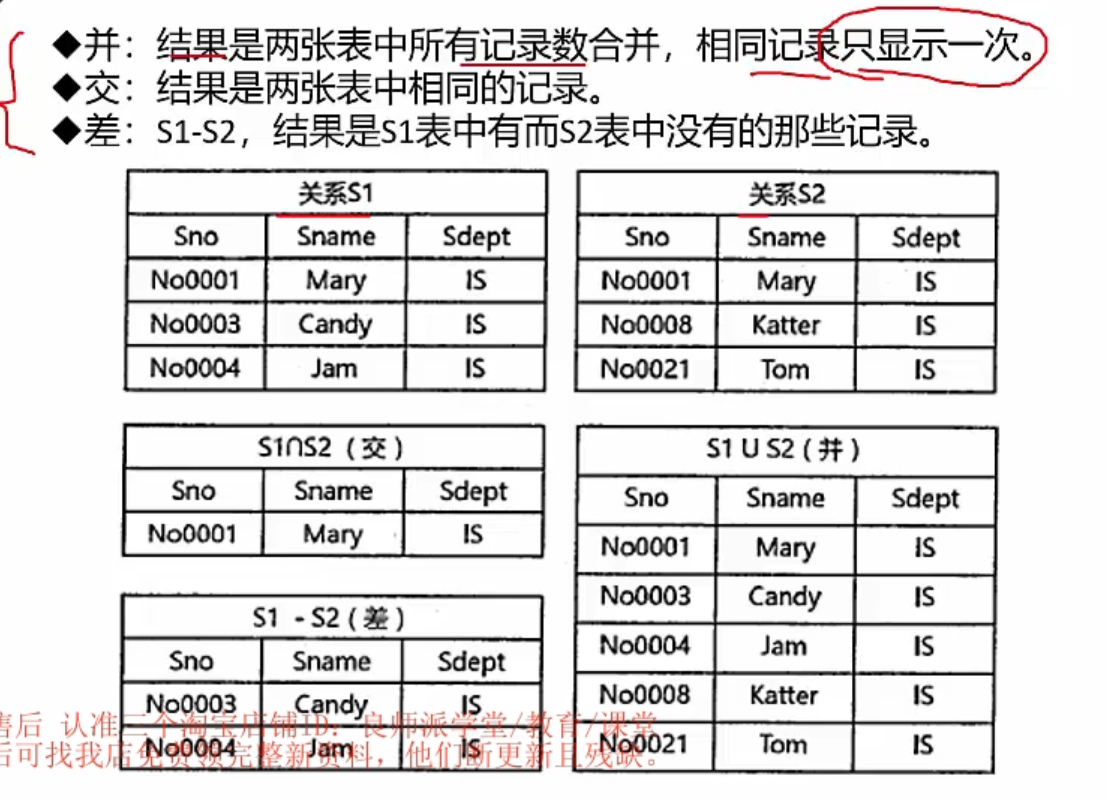 ◆并：结果是两张表中所有记录数合并，相同记录只显示一次。
◆交：结果是两张表中相同的记录。
◆差：S1-S2，结果是S1表中有而S2表中没有的那些记录。
关系S1
Sno Sname Sdept
No0001 Mary IS
No0003 Candy IS
No0004 Jam IS
关系S2
Sno Sname Sdept
No0001 Mary IS
No0008 Katter IS
No0021 Tom IS
S1∩S2（交）
Sno Sname Sdept
No0001 Mary IS
S1 - S2（差）
Sno Sname Sdept
No0003 Candy IS
No0004 Jam IS
S1 U S2（并）
Sno Sname Sdept
No0001 Mary IS
No0003 Candy IS
No0004 Jam IS
No0008 Katter IS
No0021 Tom IS
售后 认准三个淘宝店铺ID：良师派学堂/教育/课堂
后可找我店免费领完整新资料，他们断更新且残缺。